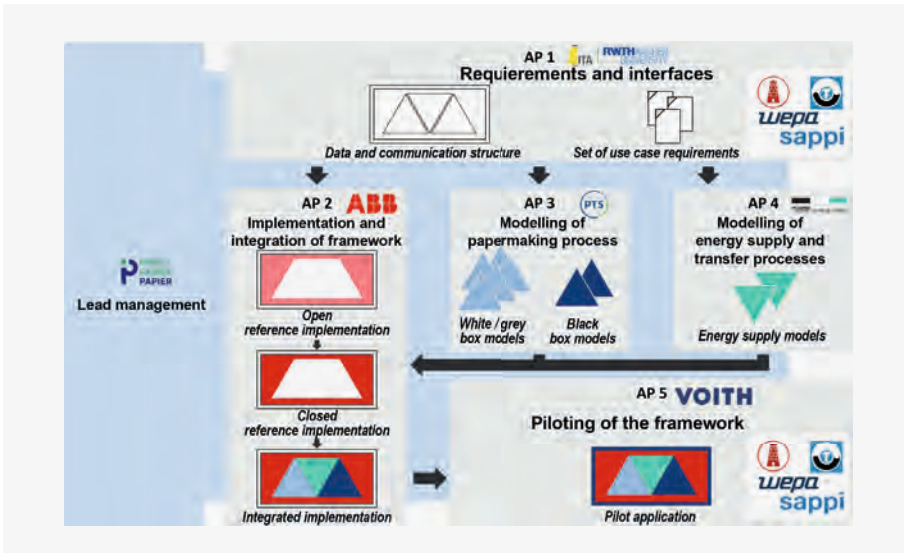 AP 1 ITA RWTH
Requierements and interfaces
wepa
sappi
Data and communication structure
Set of use case requirements
AP 2 ABB
Implementation and
integration of framework
Open
reference implementation
Closed
reference implementation
Integrated implementation
AP 3 PTS
Modelling of
papermaking process
White / grey
box models
Black
box models
AP 4
Modelling of
energy supply and
transfer processes
Energy supply models
PAPIER
Lead management
AP 5 VOITH
Piloting of the framework
Pilot application
wepa
sappi